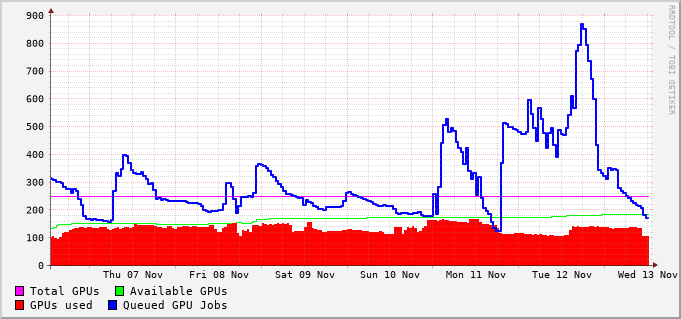 RRDTOOL / TOBI OETIKER
900
800
700
600
500
400
300
200
100
0
Thu 07 Nov Fri 08 Nov Sat 09 Nov Sun 10 Nov Mon 11 Nov Tue 12 Nov Wed 13 Nov
Total GPUs Available GPUs
GPUs used Queued GPU Jobs